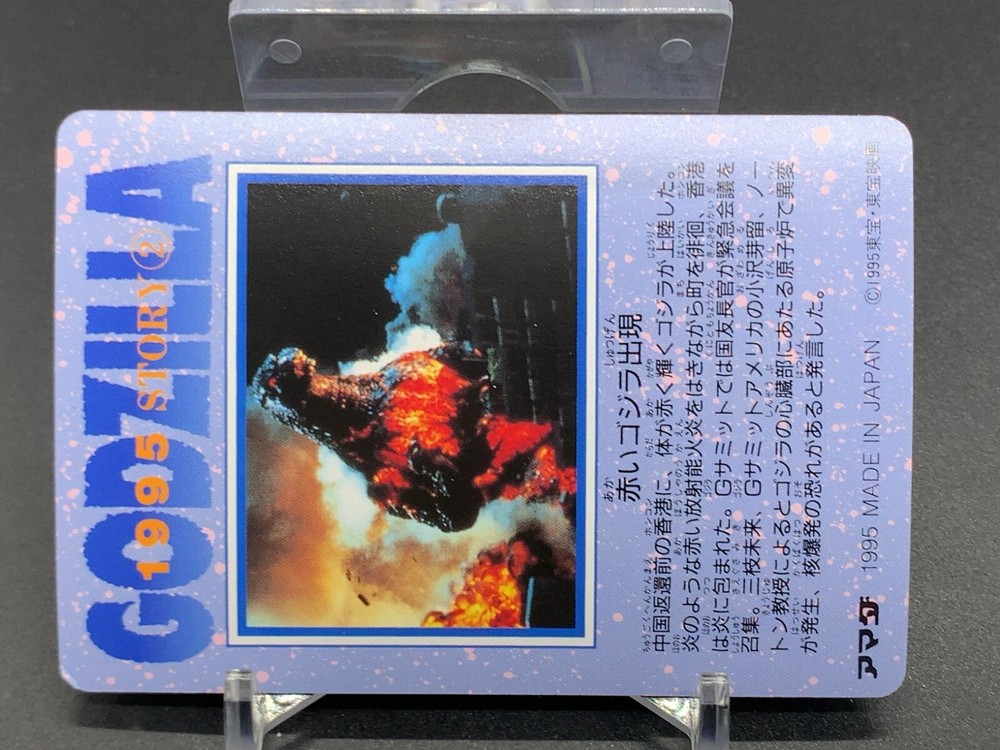 GODZILLA
1995 STORY②
赤いゴジラ出現
中国返還前の香港に、体が赤く輝くゴジラが上陸した。
炎のような赤い放射能火炎をはきながら町を徘徊、香港
は炎に包まれた。Gサミットでは国友長官が緊急会議を
召集。三枝未来、Gサミットアメリカの小沢芽留、ノー
トン教授によるとゴジラの心臓部にあたる原子炉で異変
が発生、核爆発の恐れがあると発言した。
アマダ 1995 MADE IN JAPAN ©1995東宝・東宝映画